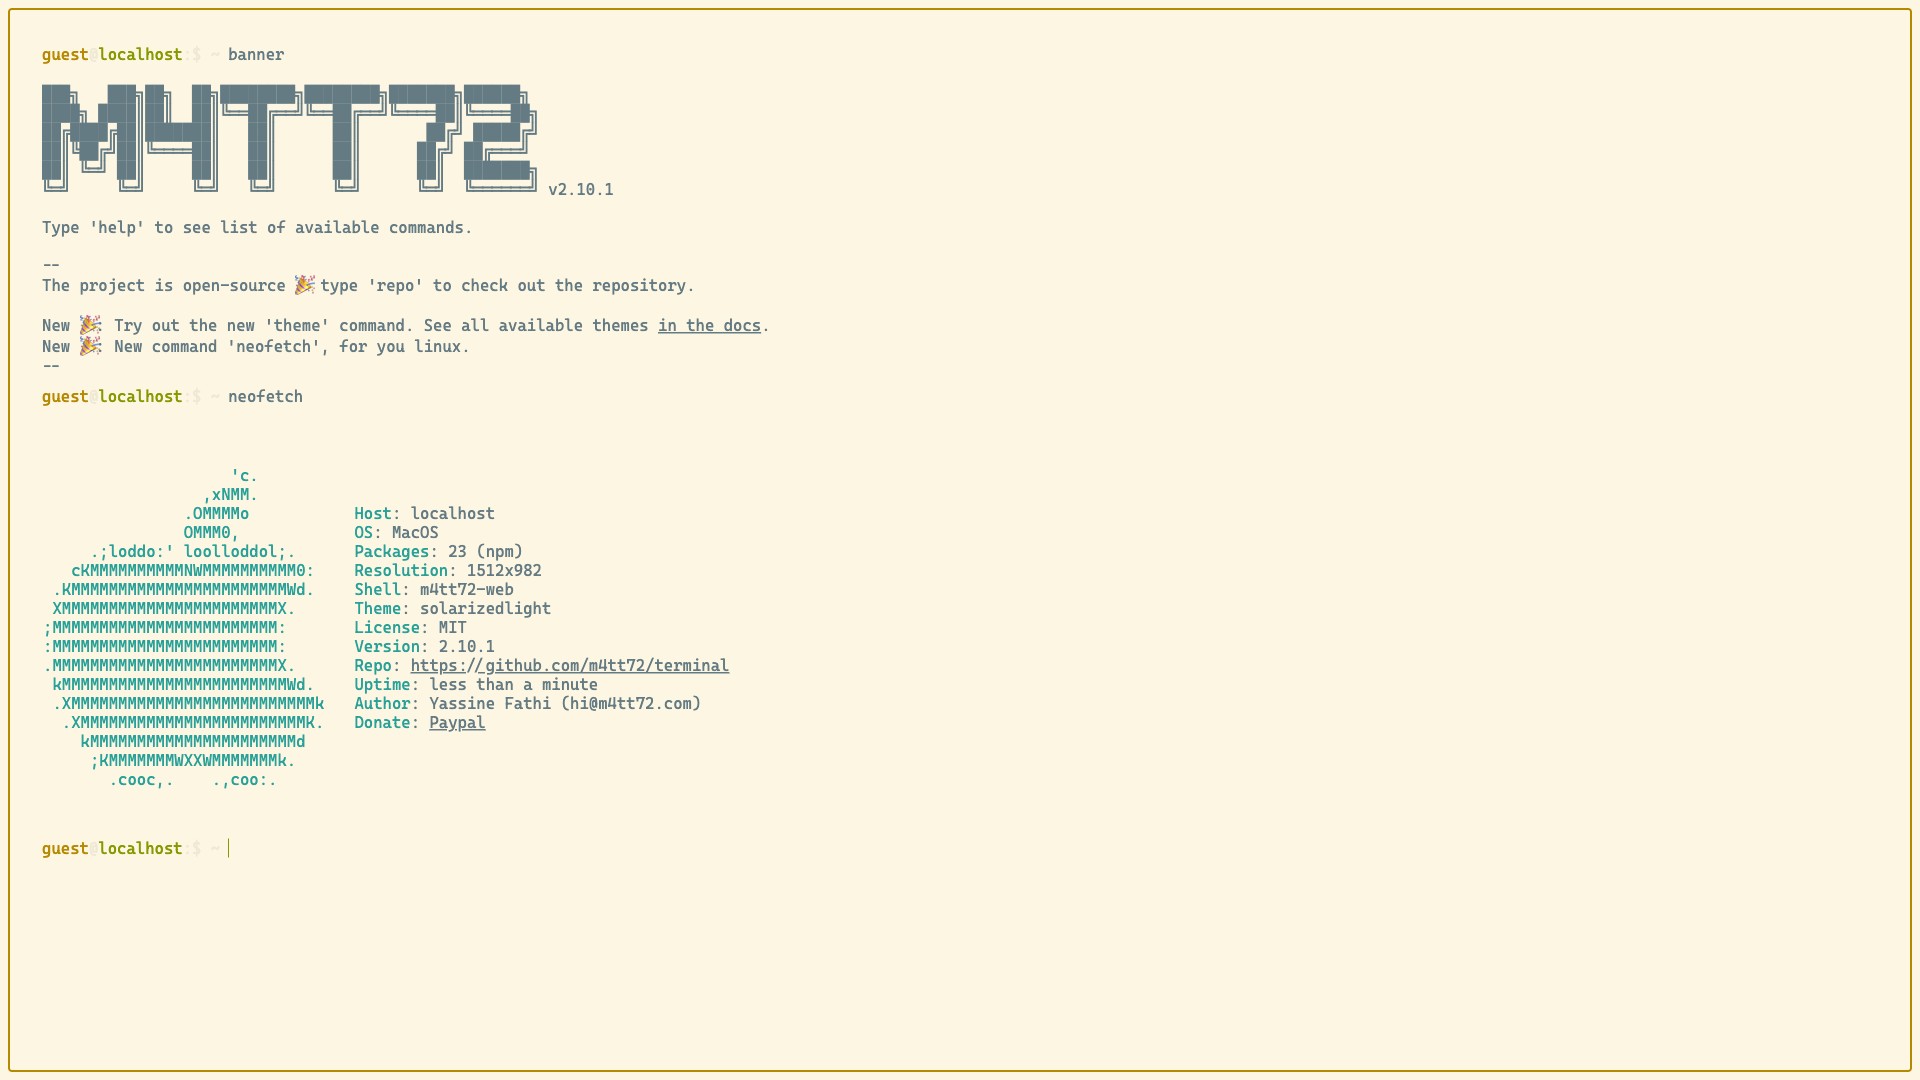 guest@localhost:$ ~ banner
M4TT72 v2.10.1
Type 'help' to see list of available commands.
--
The project is open-source 🎉 type 'repo' to check out the repository.
New 🎉 Try out the new 'theme' command. See all available themes in the docs.
New 🎉 New command 'neofetch', for you linux.
--
guest@localhost:$ ~ neofetch
'c.
,xNMM.
.OMMMMo Host: localhost
OMMM0, OS: MacOS
.;loddo:' loolloddol;. Packages: 23 (npm)
cKMMMMMMMMMMNWMMMMMMMMMM0: Resolution: 1512x982
.KMMMMMMMMMMMMMMMMMMMMMMMWd. Shell: m4tt72-web
XMMMMMMMMMMMMMMMMMMMMMMMX. Theme: solarizedlight
;MMMMMMMMMMMMMMMMMMMMMMMM: License: MIT
:MMMMMMMMMMMMMMMMMMMMMMMM: Version: 2.10.1
.MMMMMMMMMMMMMMMMMMMMMMMMX. Repo: https://github.com/m4tt72/terminal
kMMMMMMMMMMMMMMMMMMMMMMMMWd. Uptime: less than a minute
.XMMMMMMMMMMMMMMMMMMMMMMMMMMk Author: Yassine Fathi (hi@m4tt72.com)
.XMMMMMMMMMMMMMMMMMMMMMMMMK. Donate: Paypal
kMMMMMMMMMMMMMMMMMMMMMMd
;KMMMMMMMWXXWMMMMMMMk.
.cooc,. .,coo:.
guest@localhost:$ ~